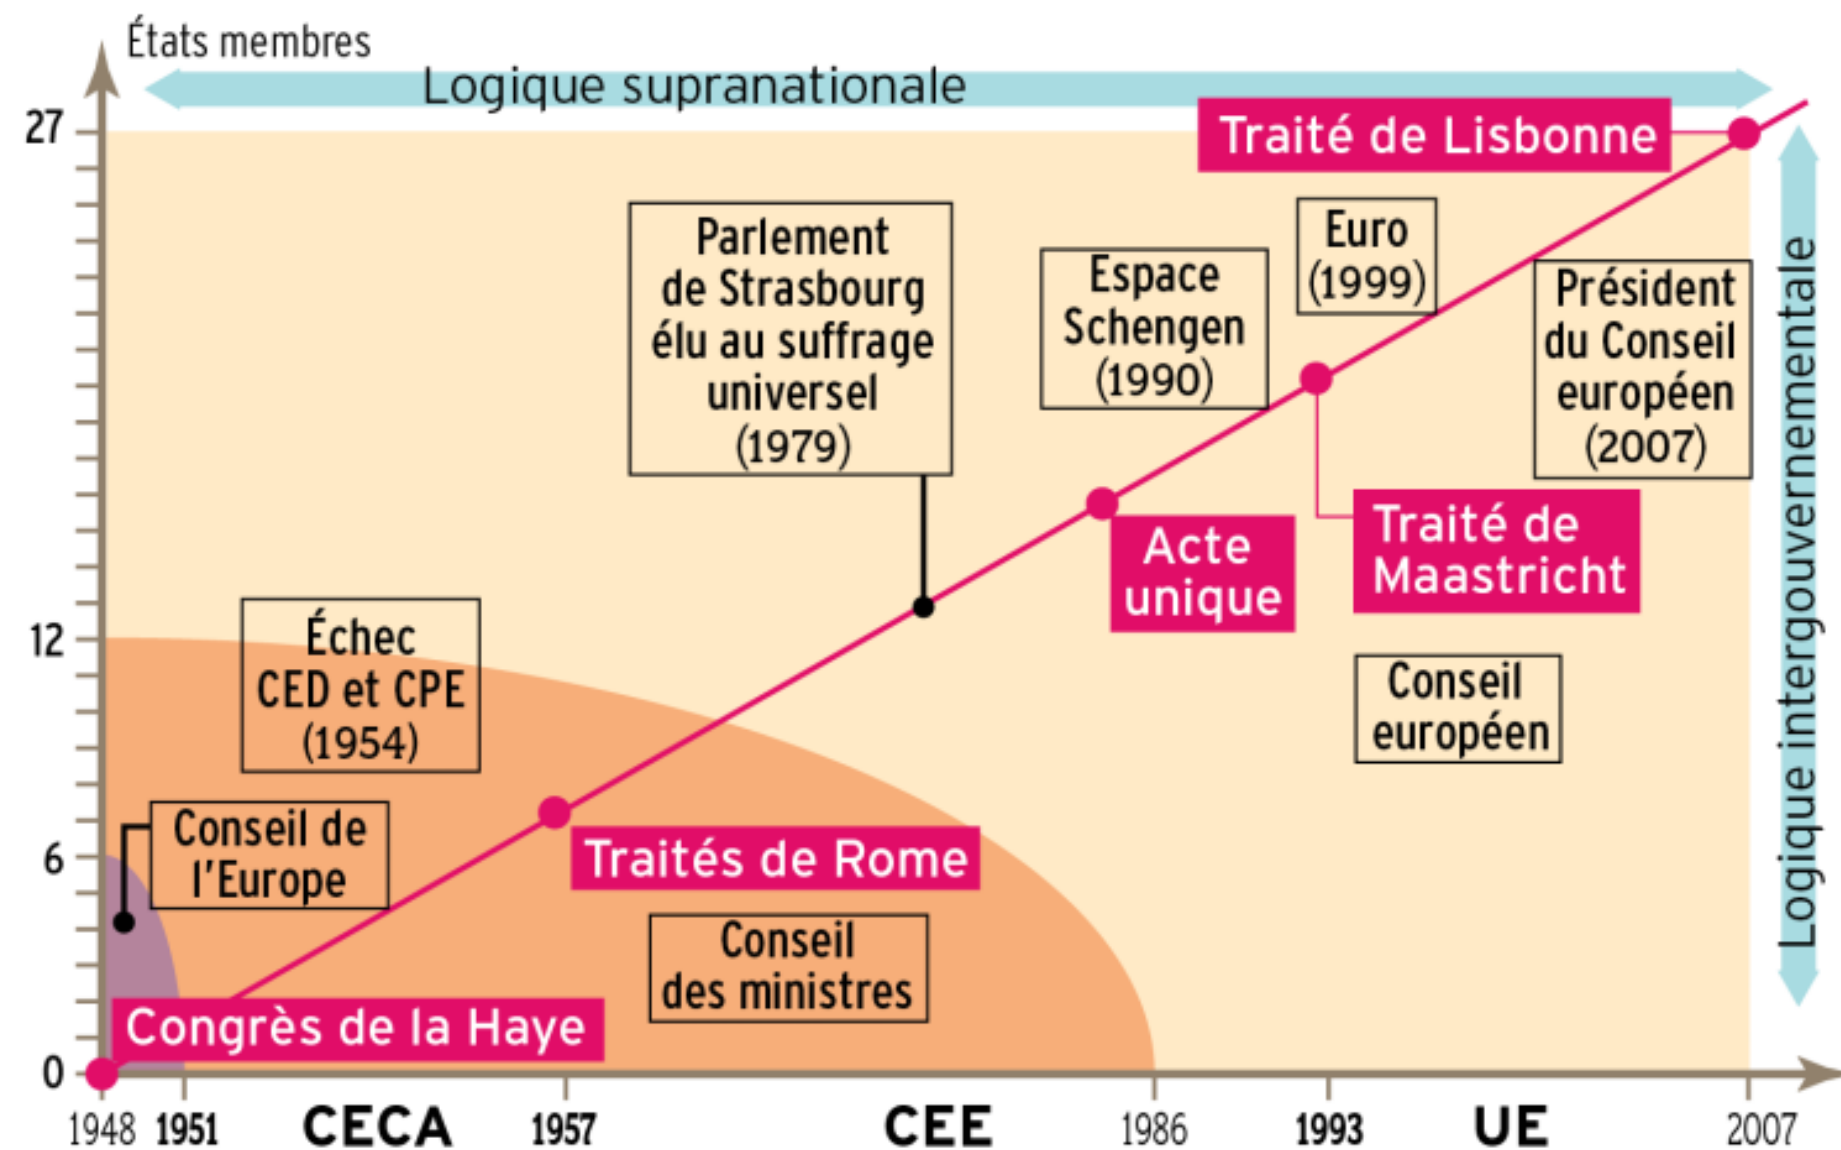 États membres
Logique supranationale
27
Traité de Lisbonne
Parlement
de Strasbourg
élu au suffrage
universel
(1979)
Espace
Schengen
(1990)
Euro
(1999)
Président
du Conseil
européen
(2007)
Logique intergouvernementale
Acte
unique
Traité de
Maastricht
12
Échec
CED et CPE
(1954)
Conseil
européen
Conseil de
l'Europe
6
Traités de Rome
Conseil
des ministres
Congrès de la Haye
0
1948 1951 CECA 1957 CEE 1986 1993 UE 2007